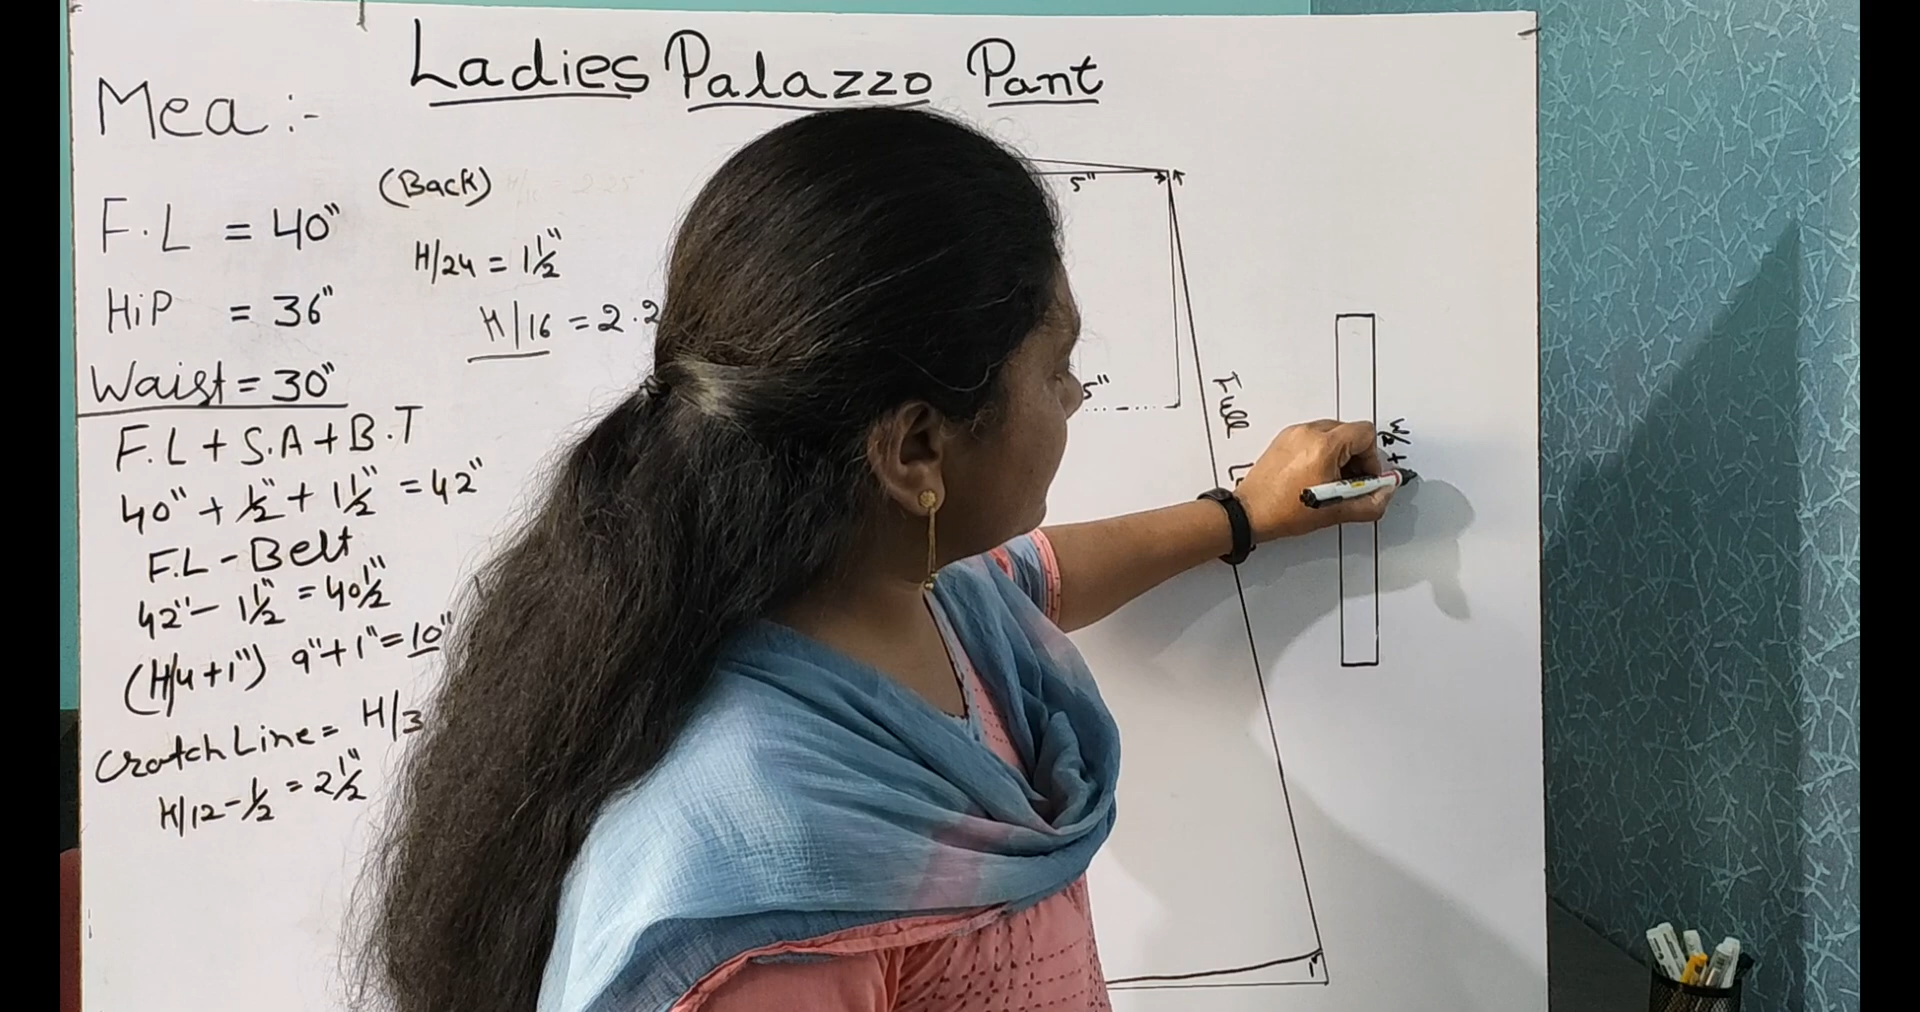 Ladies Palazzo Pant
Mea :-
F.L = 40"
HiP = 36"
Waist = 30"
F.L + S.A + B.T
40" + ½" + 1½" = 42"
F.L - Belt
42" - 1½" = 40½"
(H/4 + 1") 9" + 1" = 10"
Cratch Line = H/3
H/12 - ½ = 2½"
(Back)
H/24 = 1½"
H/16 = 2.2
5"
5"
Full
1"
W/2 +